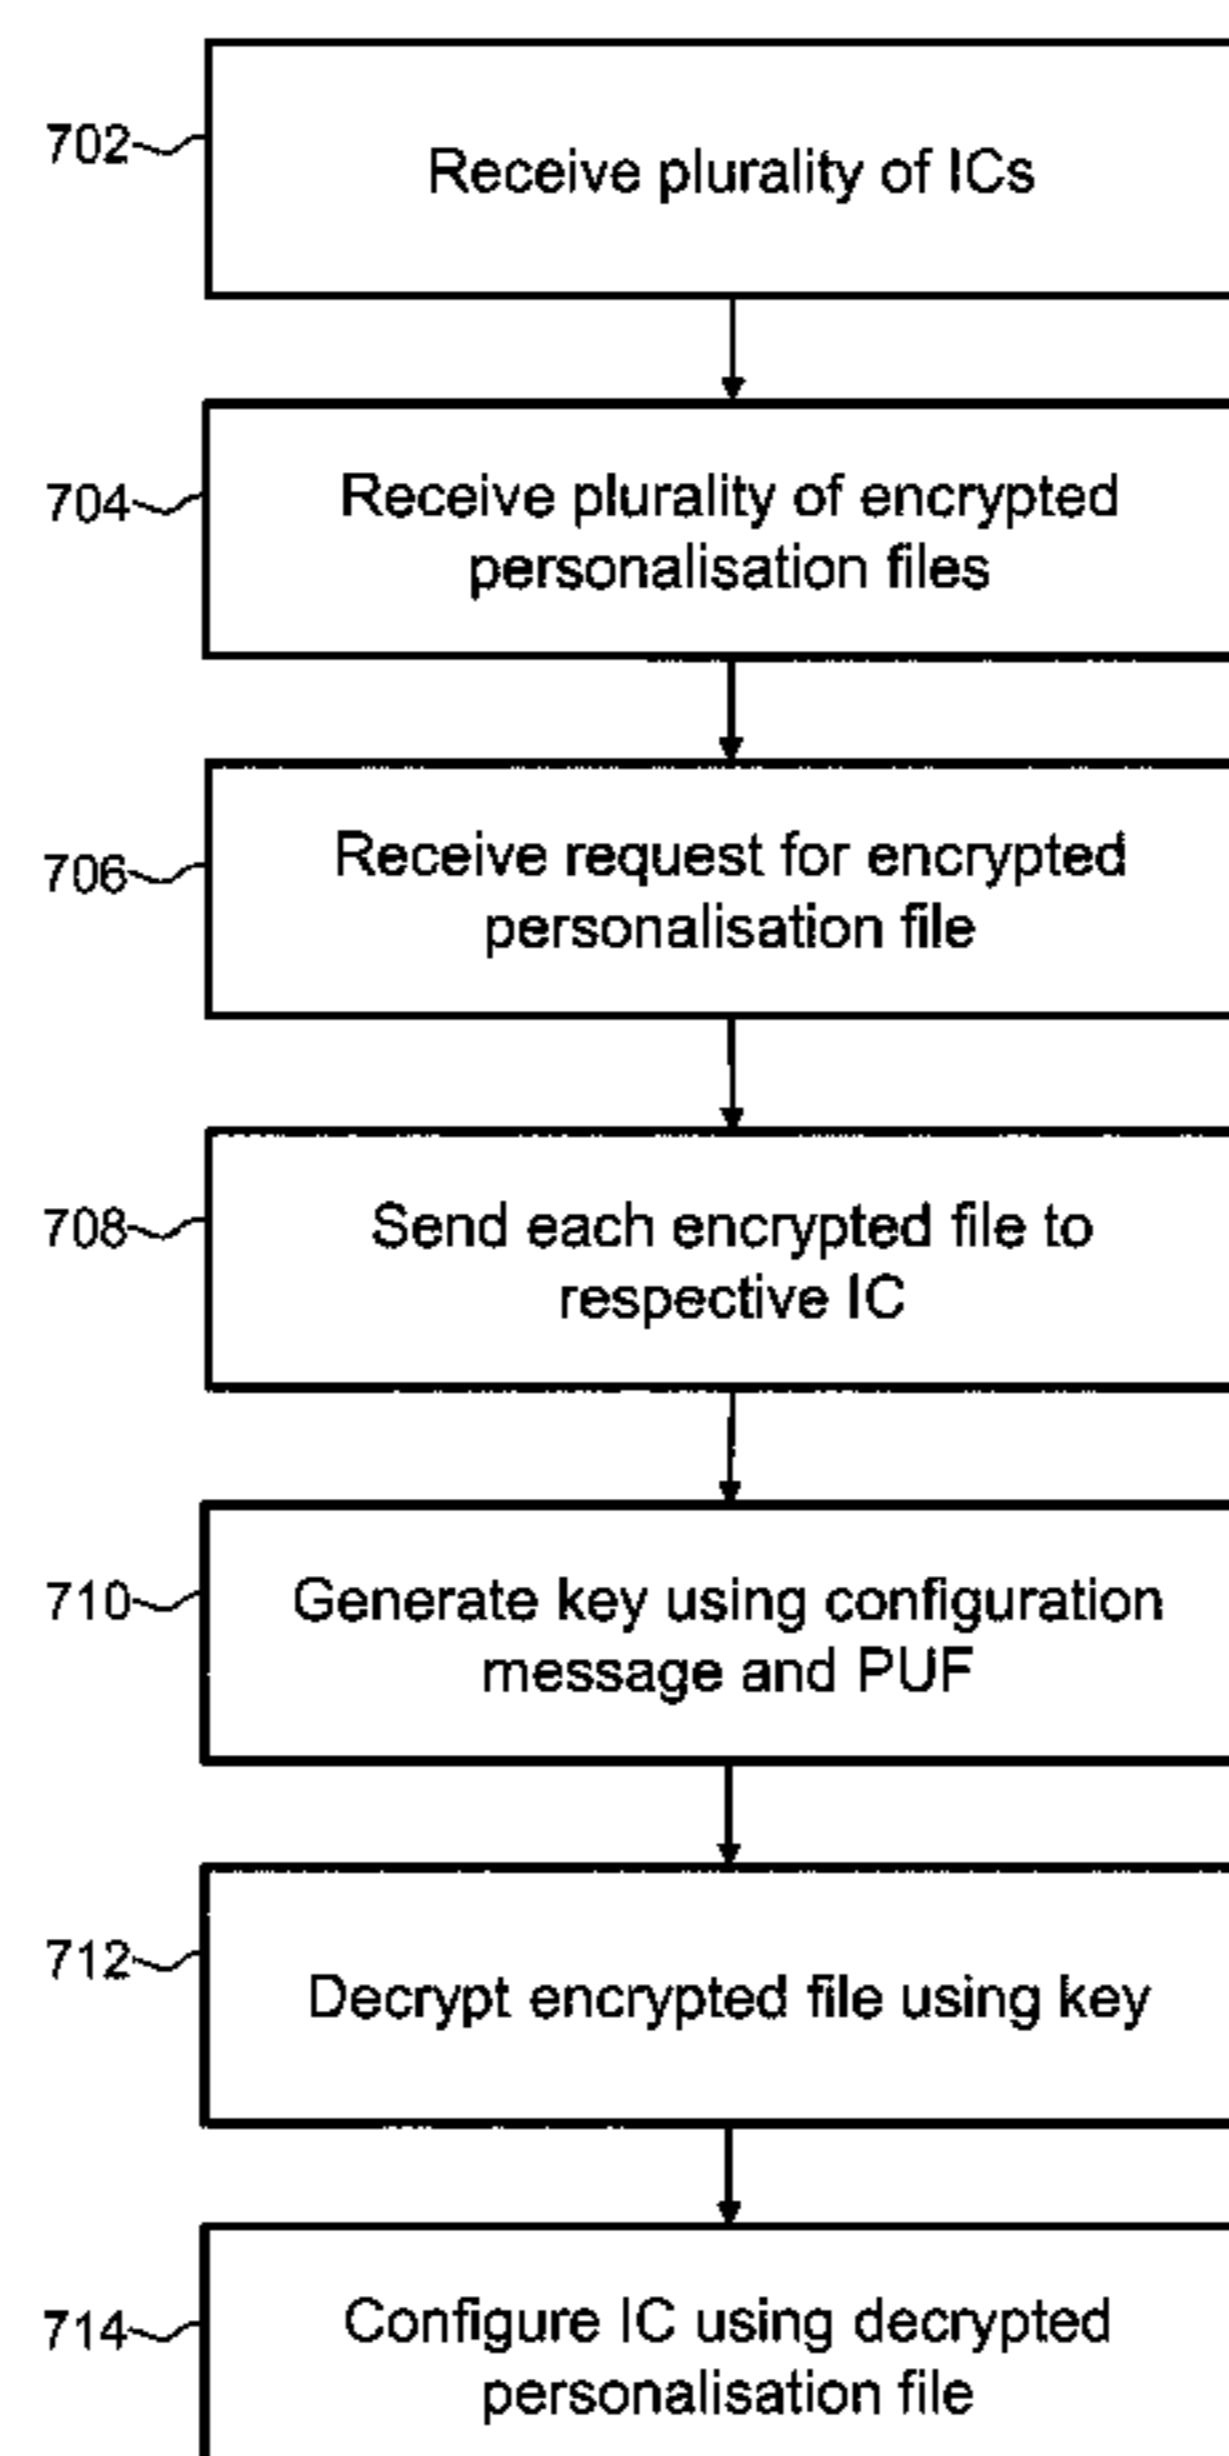 702
Receive plurality of ICs
704
Receive plurality of encrypted
personalisation files
706
Receive request for encrypted
personalisation file
708
Send each encrypted file to
respective IC
710
Generate key using configuration
message and PUF
712
Decrypt encrypted file using key
714
Configure IC using decrypted
personalisation file